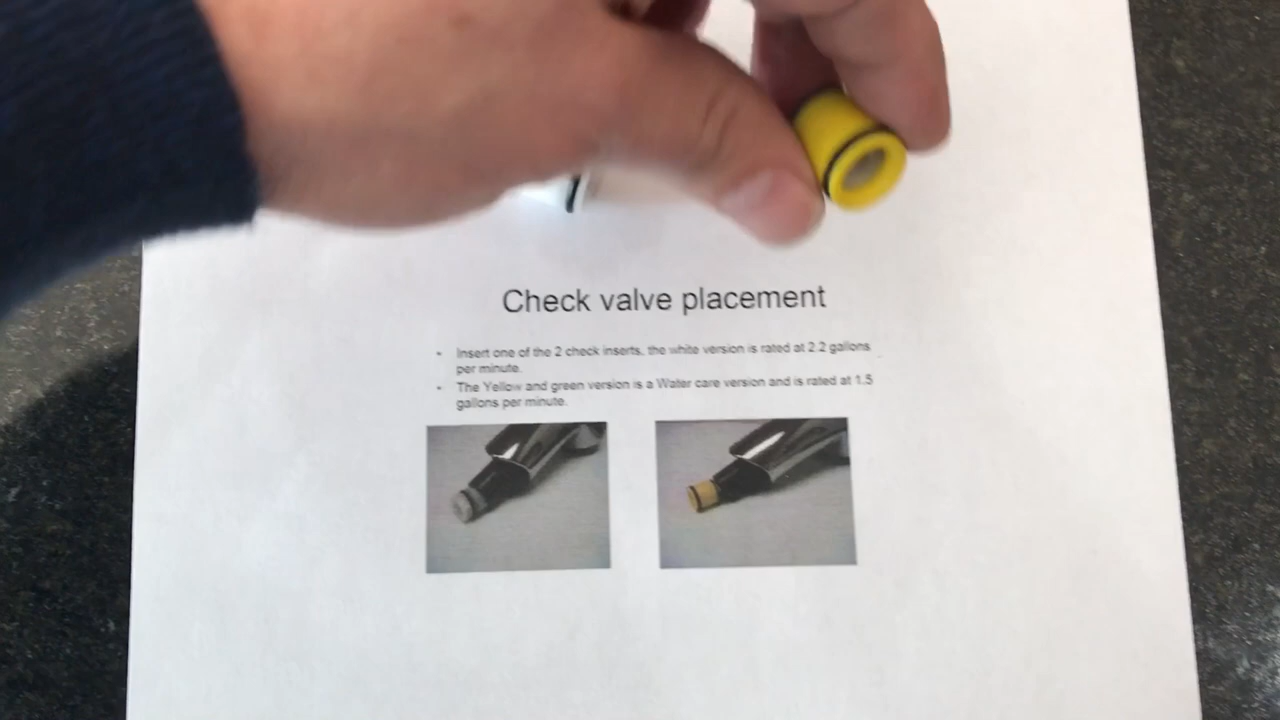 Check valve placement
• Insert one of the 2 check inserts, the white version is rated at 2.2 gallons
per minute.
• The Yellow and green version is a Water care version and is rated at 1.5
gallons per minute.